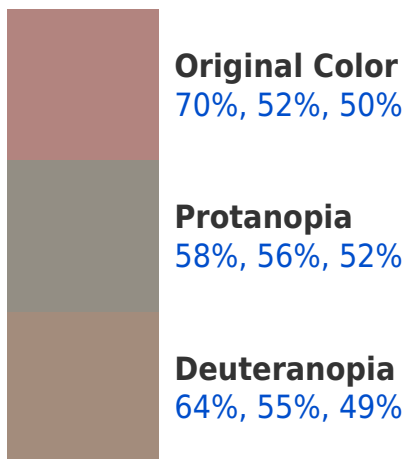 Original Color
70%, 52%, 50%
Protanopia
58%, 56%, 52%
Deuteranopia
64%, 55%, 49%